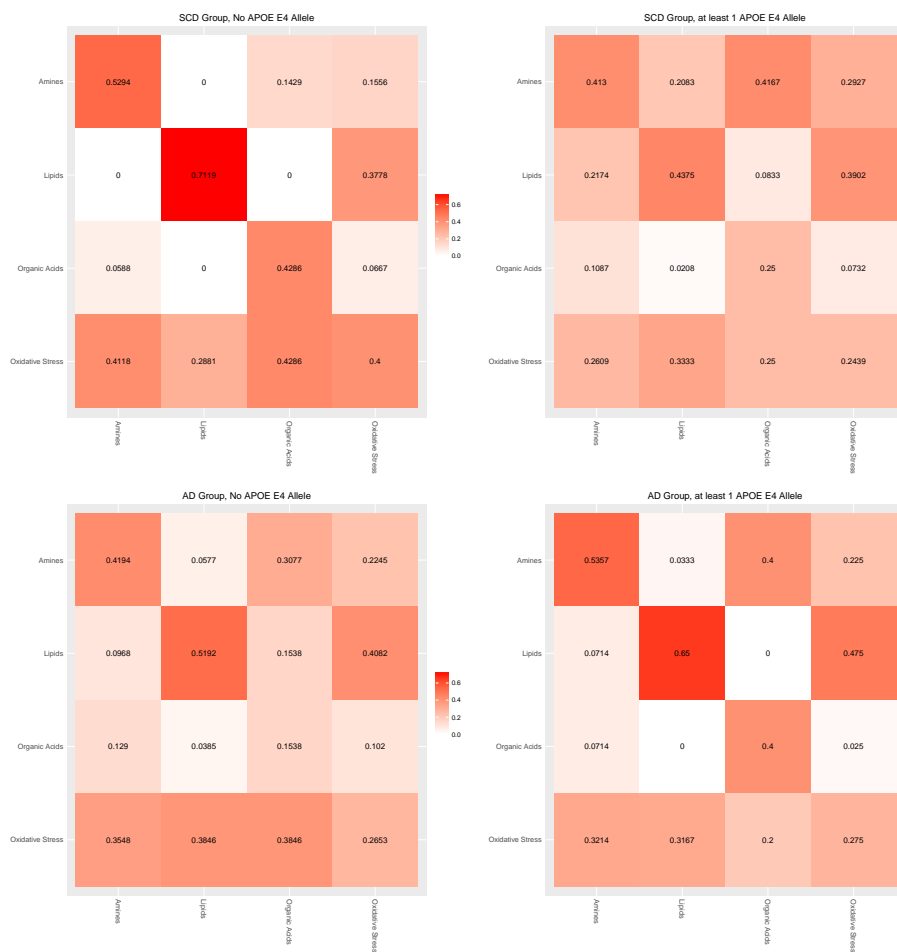 SCD Group, No APOE E4 Allele
Amines
0.5294
0
0.1429
0.1556
Lipids
0
0.7119
0
0.3778
Organic Acids
0.0588
0
0.4286
0.0667
Oxidative Stress
0.4118
0.2881
0.4286
0.4
Amines
Lipids
Organic Acids
Oxidative Stress
0.6
0.4
0.2
0.0
SCD Group, at least 1 APOE E4 Allele
Amines
0.413
0.2083
0.4167
0.2927
Lipids
0.2174
0.4375
0.0833
0.3902
Organic Acids
0.1087
0.0208
0.25
0.0732
Oxidative Stress
0.2609
0.3333
0.25
0.2439
Amines
Lipids
Organic Acids
Oxidative Stress
AD Group, No APOE E4 Allele
Amines
0.4194
0.0577
0.3077
0.2245
Lipids
0.0968
0.5192
0.1538
0.4082
Organic Acids
0.129
0.0385
0.1538
0.102
Oxidative Stress
0.3548
0.3846
0.3846
0.2653
Amines
Lipids
Organic Acids
Oxidative Stress
0.6
0.4
0.2
0.0
AD Group, at least 1 APOE E4 Allele
Amines
0.5357
0.0333
0.4
0.225
Lipids
0.0714
0.65
0
0.475
Organic Acids
0.0714
0
0.4
0.025
Oxidative Stress
0.3214
0.3167
0.2
0.275
Amines
Lipids
Organic Acids
Oxidative Stress